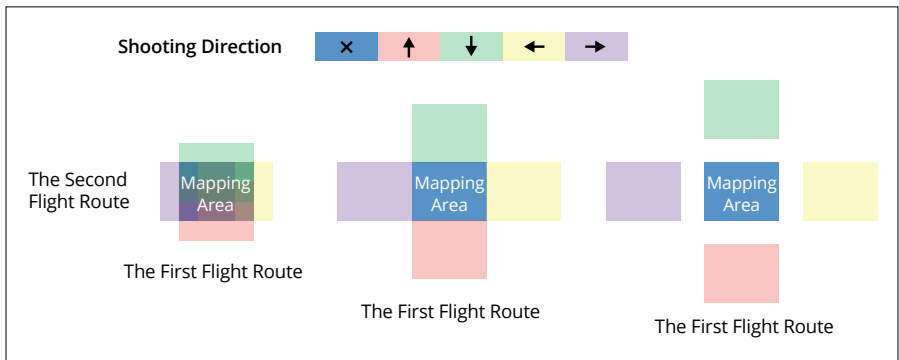 Shooting Direction
The Second
Flight Route
Mapping
Area
The First Flight Route
Mapping
Area
The First Flight Route
Mapping
Area
The First Flight Route